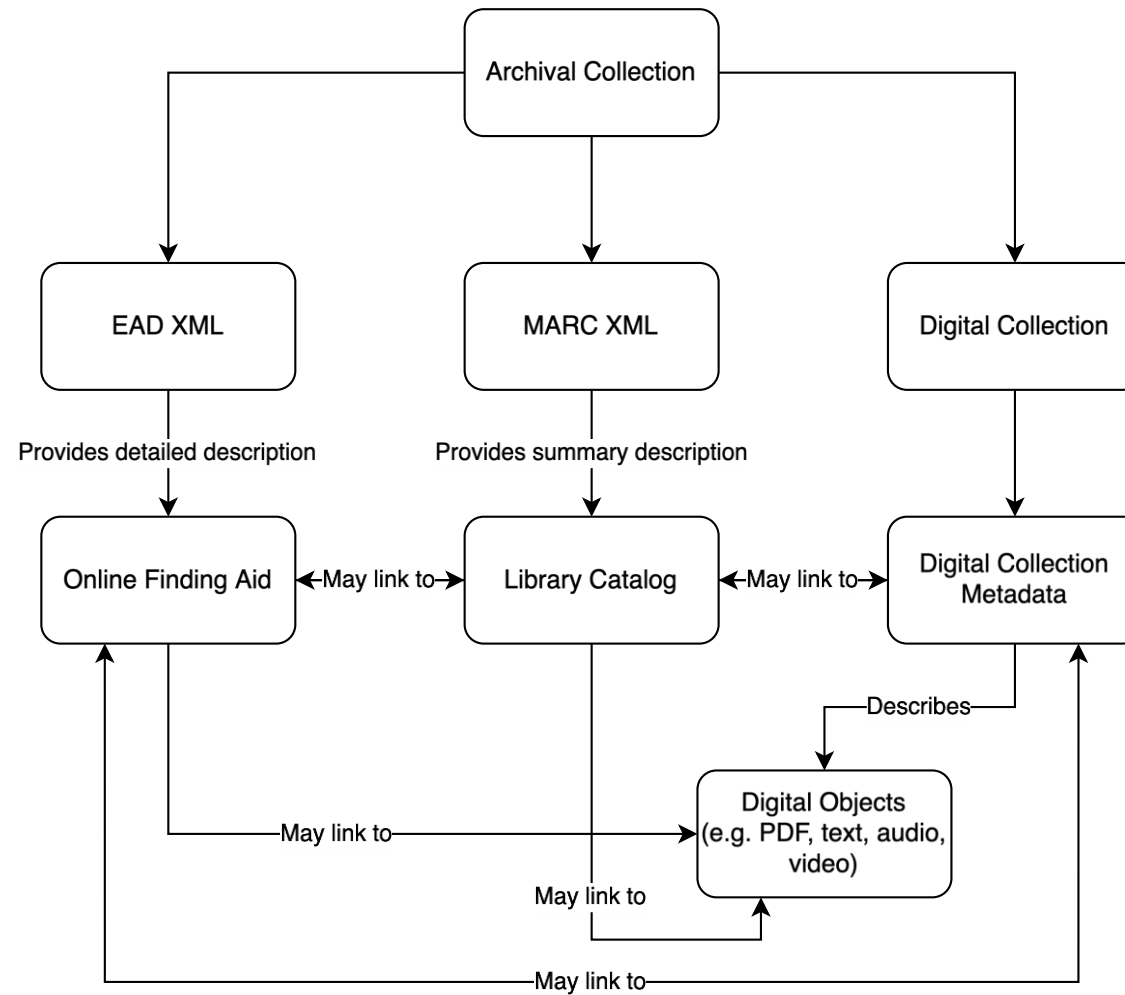 Archival Collection
EAD XML
MARC XML
Digital Collection
Provides detailed description
Provides summary description
Online Finding Aid
May link to
Library Catalog
May link to
Digital Collection
Metadata
Describes
Digital Objects
(e.g. PDF, text, audio,
video)
May link to
May link to
May link to